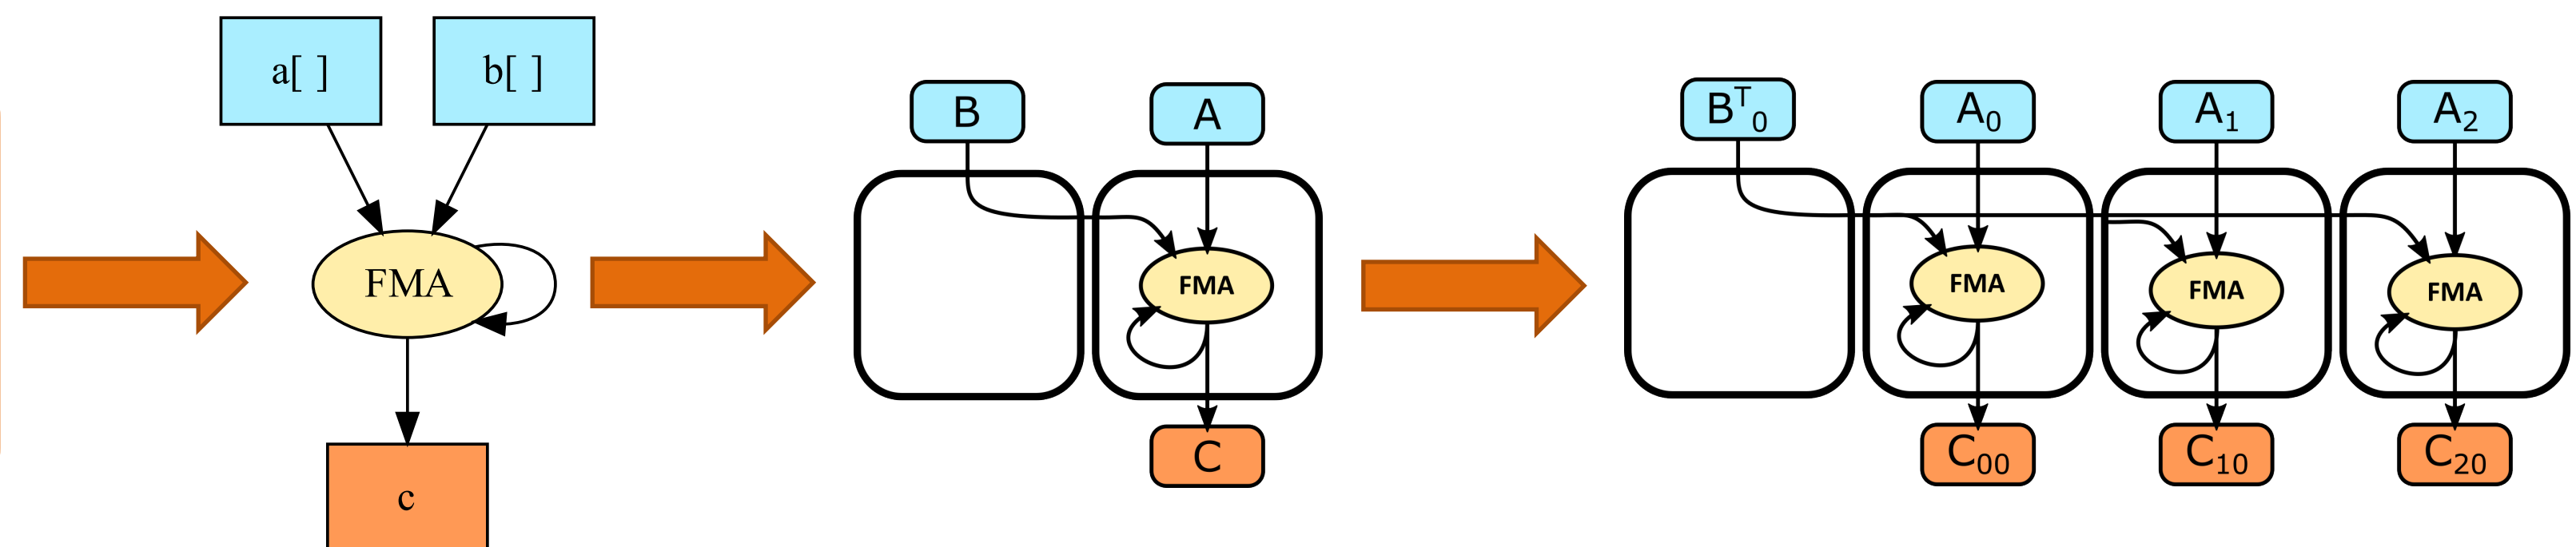 a[ ]
b[ ]
FMA
c
B
A
FMA
C
Bᵀ₀
A₀
A₁
A₂
FMA
FMA
FMA
C₀₀
C₁₀
C₂₀